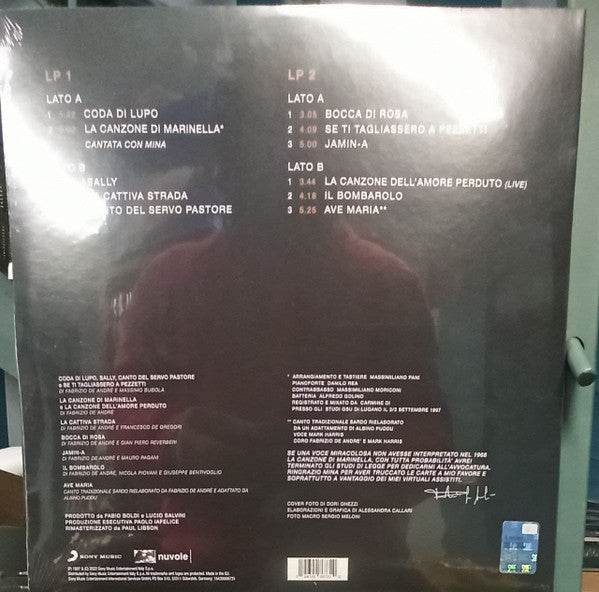 LP 1
LATO A
1 CODA DI LUPO
LA CANZONE DI MARINELLA*
CANTATA CON MINA
LATO B
SALLY
CATTIVA STRADA
DEL SERVO PASTORE
LP 2
LATO A
1 3.05 BOCCA DI ROSA
2 4.09 SE TI TAGLIASSERO A PEZZETTI
3 5.00 JAMIN-A
LATO B
1 3.44 LA CANZONE DELL'AMORE PERDUTO (LIVE)
2 4.18 IL BOMBAROLO
3 5.25 AVE MARIA**
CODA DI LUPO, SALLY, CANTO DEL SERVO PASTORE
e SE TI TAGLIASSERO A PEZZETTI
DI FABRIZIO DE ANDRÉ e MASSIMO BUBOLA
LA CANZONE DI MARINELLA
e LA CANZONE DELL'AMORE PERDUTO
DI FABRIZIO DE ANDRÉ
LA CATTIVA STRADA
DI FABRIZIO DE ANDRÉ e FRANCESCO DE GREGORI
BOCCA DI ROSA
DI FABRIZIO DE ANDRÉ e GIAN PIERO REVERBERI
JAMIN-A
DI FABRIZIO DE ANDRÉ e MAURO PAGANI
IL BOMBAROLO
DI FABRIZIO DE ANDRÉ, NICOLA PIOVANI E GIUSEPPE BENTIVOGLIO
AVE MARIA
CANTO TRADIZIONALE SARDO RIELABORATO DA FABRIZIO DE ANDRÉ E ADATTATO DA
ALBINO PUDDU
PRODOTTO DA FABIO BOLDI e LUCIO SALVINI
PRODUZIONE ESECUTIVA PAOLO IAFELICE
RIMASTERIZZATO DA PAUL LIBSON
* ARRANGIAMENTO E TASTIERE MASSIMILIANO PANI
PIANOFORTE DANILO REA
CONTRABBASSO MASSIMILIANO MORICONI
BATTERIA ALFREDO GOLINO
REGISTRATO E MIXATO DA CARMINE DI
PRESSO GLI STUDI GSU DI LUGANO IL 2/3 SETTEMBRE 1997
** CANTO TRADIZIONALE SARDO RIELABORATO
DA UN ADATTAMENTO DI ALBINO PUDDU
VOCE MARK HARRIS
CORO FABRIZIO DE ANDRE' E MARK HARRIS
SE UNA VOCE MIRACOLOSA NON AVESSE INTERPRETATO NEL 1968
LA CANZONE DI MARINELLA, CON TUTTA PROBABILITA' AVREI
TERMINATO GLI STUDI DI LEGGE PER DEDICARMI ALL'AVVOCATURA.
RINGRAZIO MINA PER AVER TRUCCATO LE CARTE A MIO FAVORE E
SOPRATTUTTO A VANTAGGIO DEI MIEI VIRTUALI ASSISTITI.
COVER FOTO DI DORI GHEZZI
ELABORAZIONI E GRAFICA DI ALESSANDRA CALLARI
FOTO MACRO SERGIO MELONI
SONY MUSIC
nuvole